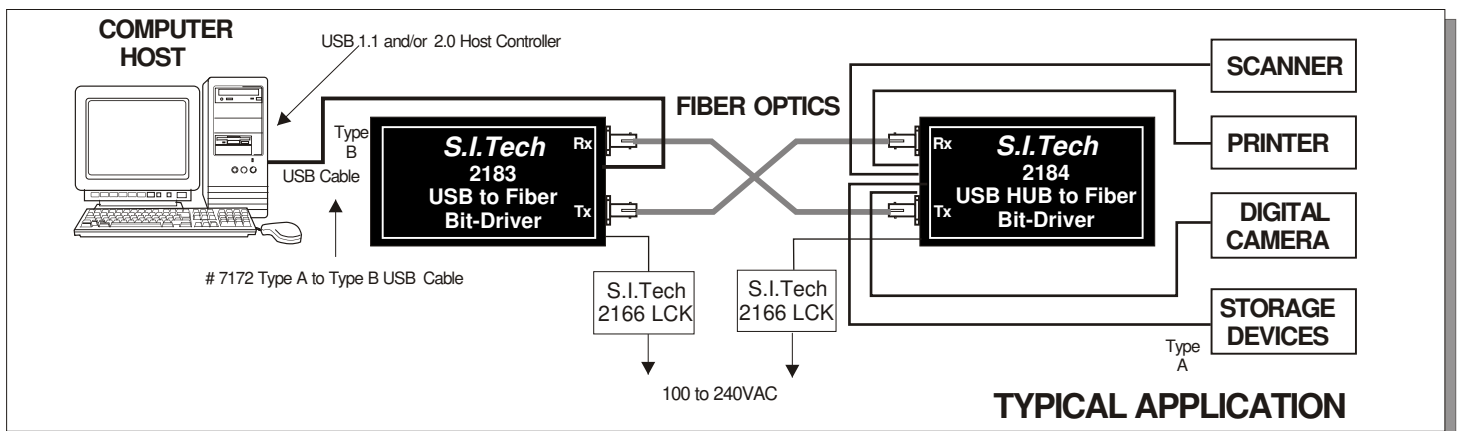 COMPUTER
HOST
USB 1.1 and/or 2.0 Host Controller
Type
B
USB Cable
# 7172 Type A to Type B USB Cable
S.I.Tech
2183
USB to Fiber
Bit-Driver
Rx
Tx
FIBER OPTICS
Rx
Tx
S.I.Tech
2184
USB HUB to Fiber
Bit-Driver
S.I.Tech
2166 LCK
S.I.Tech
2166 LCK
100 to 240VAC
SCANNER
PRINTER
DIGITAL
CAMERA
STORAGE
DEVICES
Type
A
TYPICAL APPLICATION